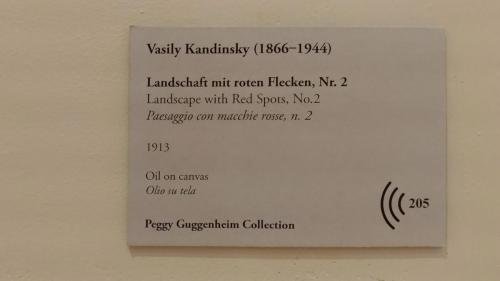 Vasily Kandinsky (1866–1944)
Landschaft mit roten Flecken, Nr. 2
Landscape with Red Spots, No.2
Paesaggio con macchie rosse, n. 2
1913
Oil on canvas
Olio su tela
205
Peggy Guggenheim Collection